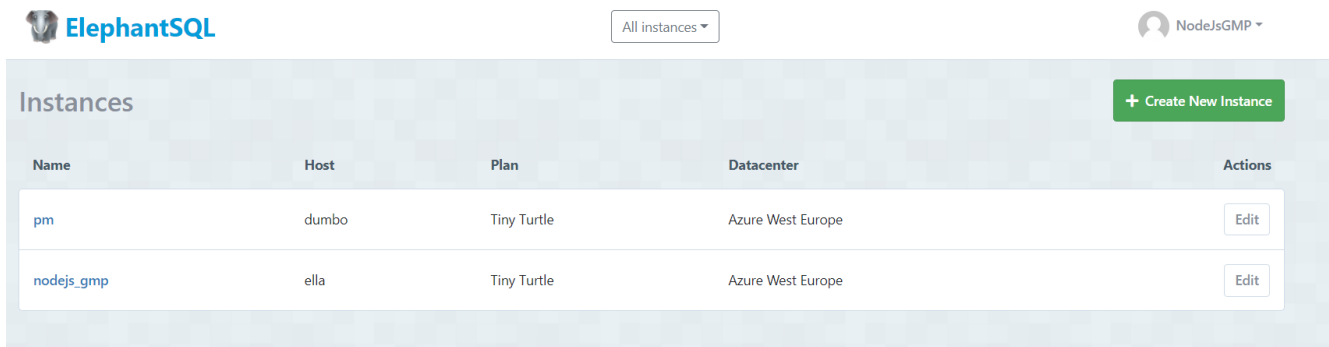 ElephantSQL All instances NodeJsGMP
Instances + Create New Instance
Name Host Plan Datacenter Actions
pm dumbo Tiny Turtle Azure West Europe Edit
nodejs_gmp ella Tiny Turtle Azure West Europe Edit